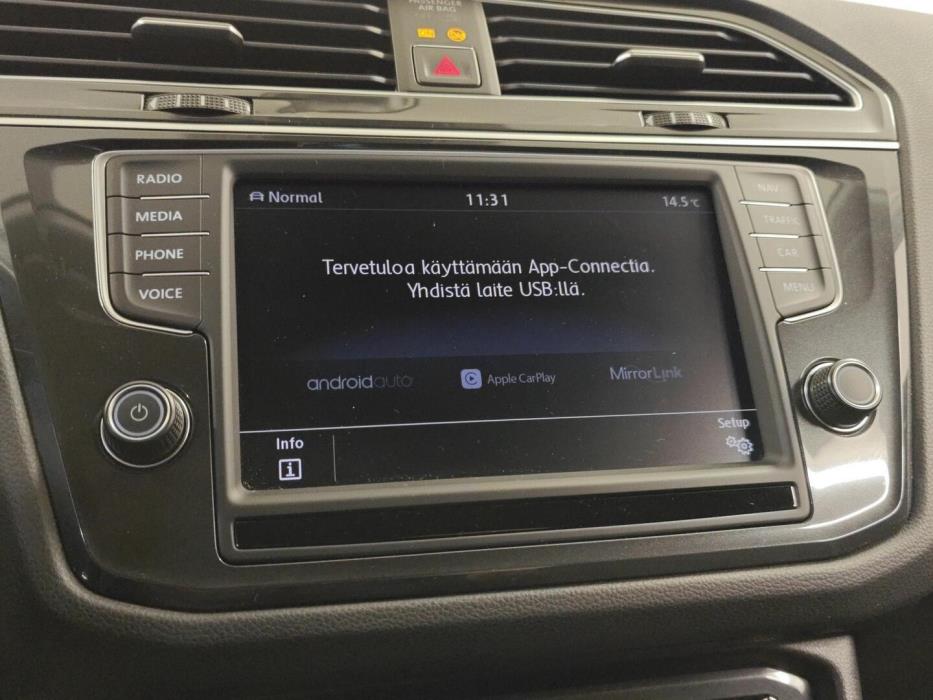 PASSENGER
AIR BAG
ON
RADIO
MEDIA
PHONE
VOICE
Normal
11:31
14.5°C
Tervetuloa käyttämään App-Connectia.
Yhdistä laite USB:llä.
androidauto
Apple CarPlay
MirrorLink
Info
i
Setup
NAV
TRAFFIC
CAR
MENU